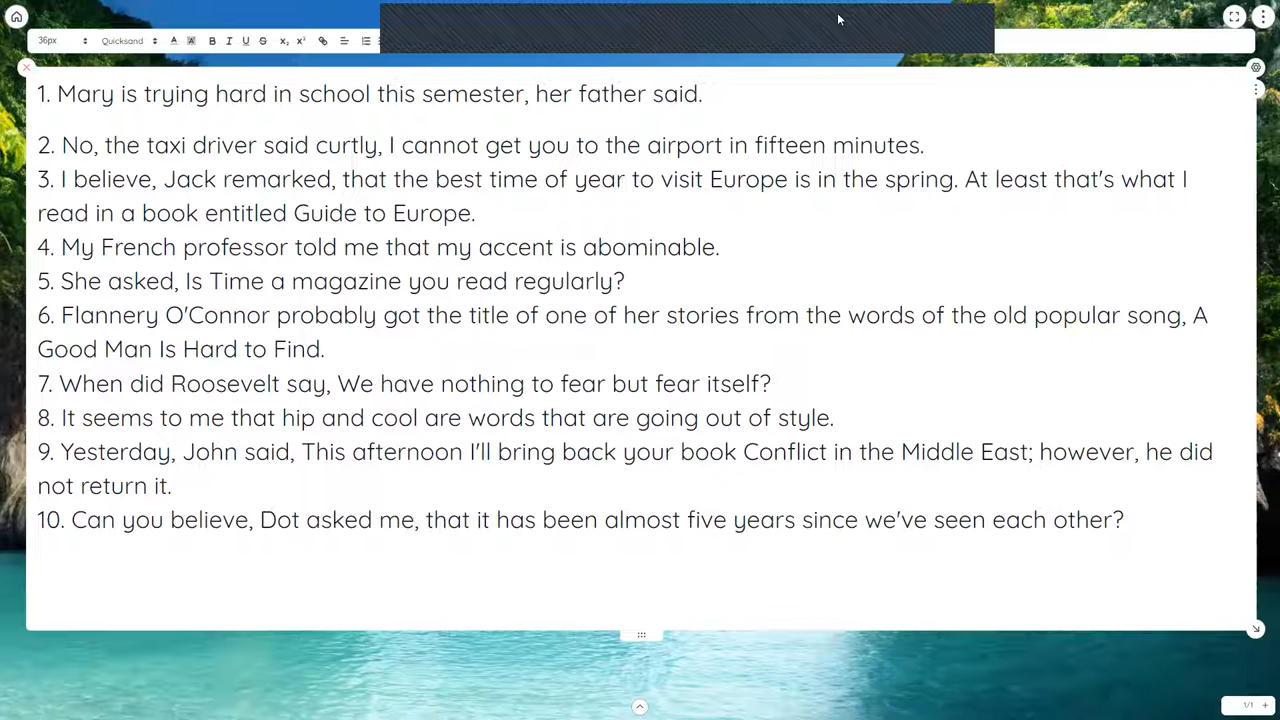 36px Quicksand A A B I U S X₂ X²
1. Mary is trying hard in school this semester, her father said.
2. No, the taxi driver said curtly, I cannot get you to the airport in fifteen minutes.
3. I believe, Jack remarked, that the best time of year to visit Europe is in the spring. At least that's what I
read in a book entitled Guide to Europe.
4. My French professor told me that my accent is abominable.
5. She asked, Is Time a magazine you read regularly?
6. Flannery O'Connor probably got the title of one of her stories from the words of the old popular song, A
Good Man Is Hard to Find.
7. When did Roosevelt say, We have nothing to fear but fear itself?
8. It seems to me that hip and cool are words that are going out of style.
9. Yesterday, John said, This afternoon I'll bring back your book Conflict in the Middle East; however, he did
not return it.
10. Can you believe, Dot asked me, that it has been almost five years since we've seen each other?
1/1 +